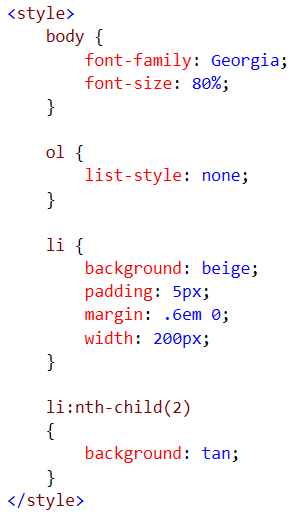 <style>
body {
font-family: Georgia;
font-size: 80%;
}
ol {
list-style: none;
}
li {
background: beige;
padding: 5px;
margin: .6em 0;
width: 200px;
}
li:nth-child(2)
{
background: tan;
}
</style>